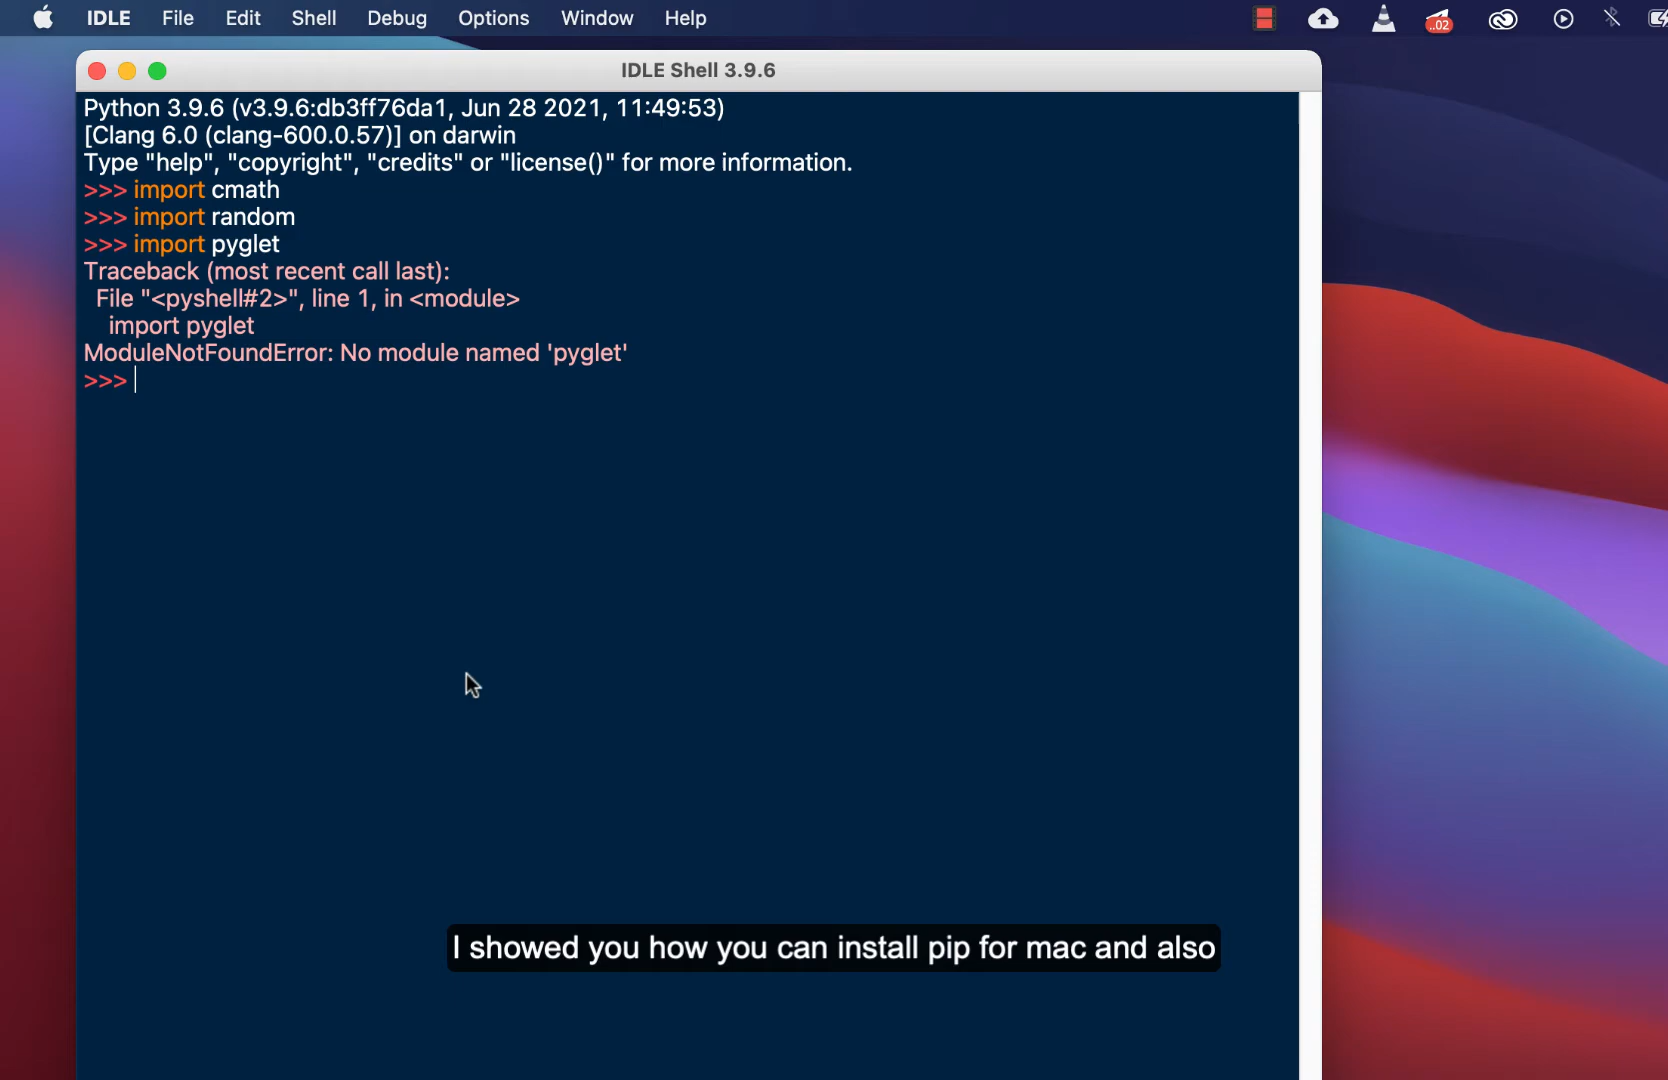 IDLE File Edit Shell Debug Options Window Help
..02
IDLE Shell 3.9.6
Python 3.9.6 (v3.9.6:db3ff76da1, Jun 28 2021, 11:49:53)
[Clang 6.0 (clang-600.0.57)] on darwin
Type "help", "copyright", "credits" or "license()" for more information.
>>> import cmath
>>> import random
>>> import pyglet
Traceback (most recent call last):
  File "<pyshell#2>", line 1, in <module>
    import pyglet
ModuleNotFoundError: No module named 'pyglet'
>>>
I showed you how you can install pip for mac and also